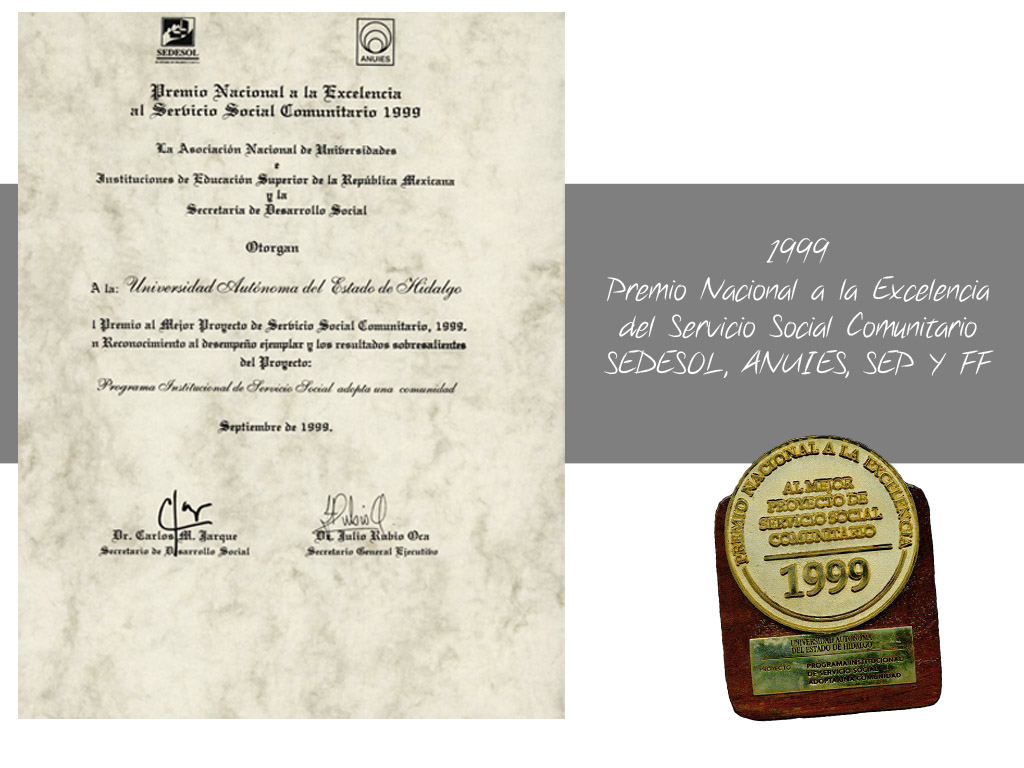 SEDESOL
ANUIES
Premio Nacional a la Excelencia
al Servicio Social Comunitario 1999
La Asociación Nacional de Universidades
e
Instituciones de Educación Superior de la República Mexicana
y la
Secretaria de Desarrollo Social
Otorgan
A la: Universidad Autónoma del Estado de Hidalgo
l Premio al Mejor Proyecto de Servicio Social Comunitario, 1999.
n Reconocimiento al desempeño ejemplar y los resultados sobresalientes
del Proyecto:
Programa Institucional de Servicio Social adopta una comunidad
Septiembre de 1999.
Dr. Carlos M. Jarque
Secretario de Desarrollo Social
Dr. Julio Rubio Oca
Secretario General Ejecutivo
1999
Premio Nacional a la Excelencia
del Servicio Social Comunitario
SEDESOL, ANUIES, SEP Y FF
PREMIO NACIONAL A LA EXCELENCIA
AL MEJOR
PROYECTO DE
SERVICIO SOCIAL
COMUNITARIO
1999
UNIVERSIDAD AUTÓNOMA
DEL ESTADO DE HIDALGO
PROYECTO: PROGRAMA INSTITUCIONAL
DE SERVICIO SOCIAL
ADOPTA UNA COMUNIDAD